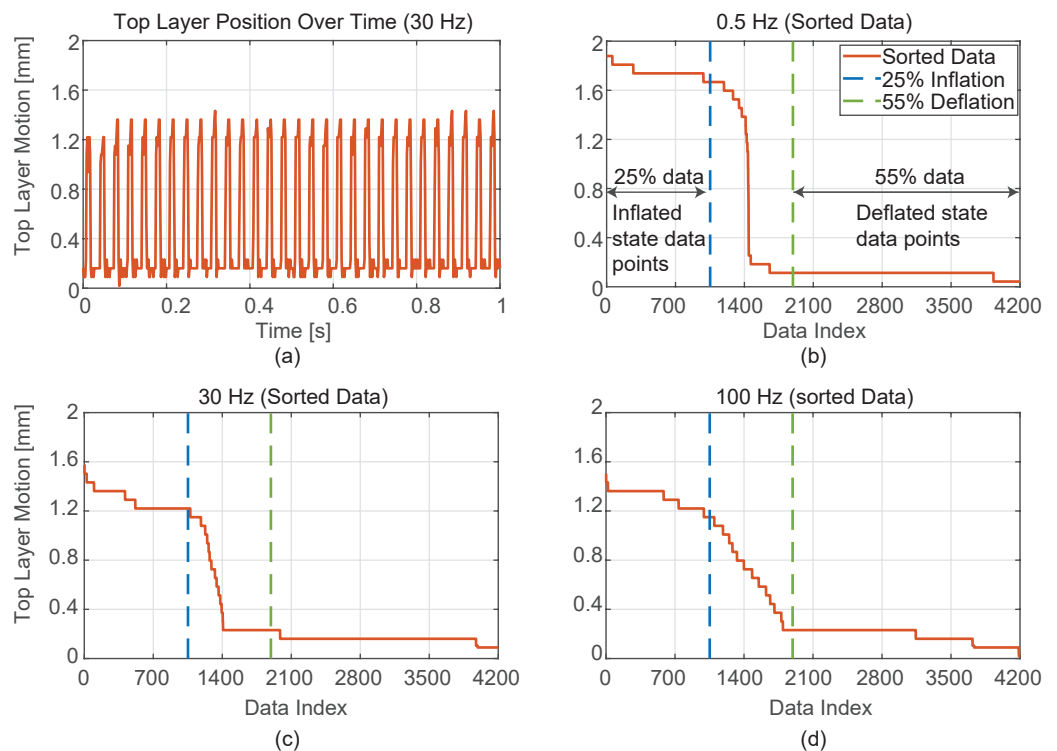 Top Layer Position Over Time (30 Hz)
Top Layer Motion [mm]
2
1.6
1.2
0.8
0.4
0
0 0.2 0.4 0.6 0.8 1
Time [s]
(a)
0.5 Hz (Sorted Data)
2
1.6
1.2
0.8
0.4
0
Sorted Data
25% Inflation
55% Deflation
25% data
55% data
Inflated
state data
points
Deflated state
data points
0 700 1400 2100 2800 3500 4200
Data Index
(b)
30 Hz (Sorted Data)
Top Layer Motion [mm]
2
1.6
1.2
0.8
0.4
0
0 700 1400 2100 2800 3500 4200
Data Index
(c)
100 Hz (sorted Data)
2
1.6
1.2
0.8
0.4
0
0 700 1400 2100 2800 3500 4200
Data Index
(d)